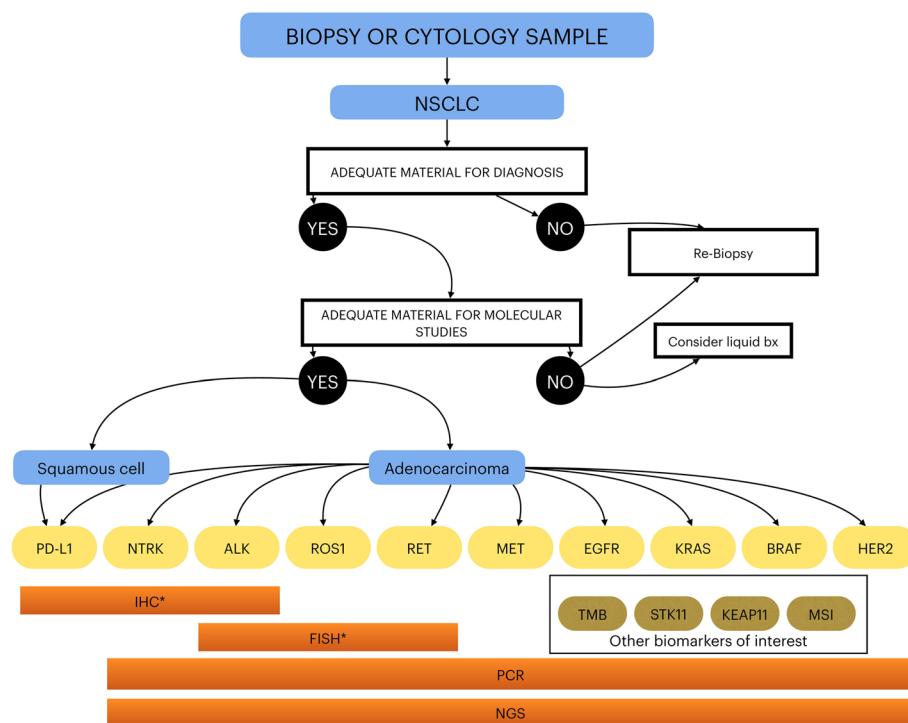 BIOPSY OR CYTOLOGY SAMPLE
NSCLC
ADEQUATE MATERIAL FOR DIAGNOSIS
YES
NO
Re-Biopsy
ADEQUATE MATERIAL FOR MOLECULAR
STUDIES
Consider liquid bx
YES
NO
Squamous cell
Adenocarcinoma
PD-L1
NTRK
ALK
ROS1
RET
MET
EGFR
KRAS
BRAF
HER2
IHC*
TMB
STK11
KEAP11
MSI
Other biomarkers of interest
FISH*
PCR
NGS